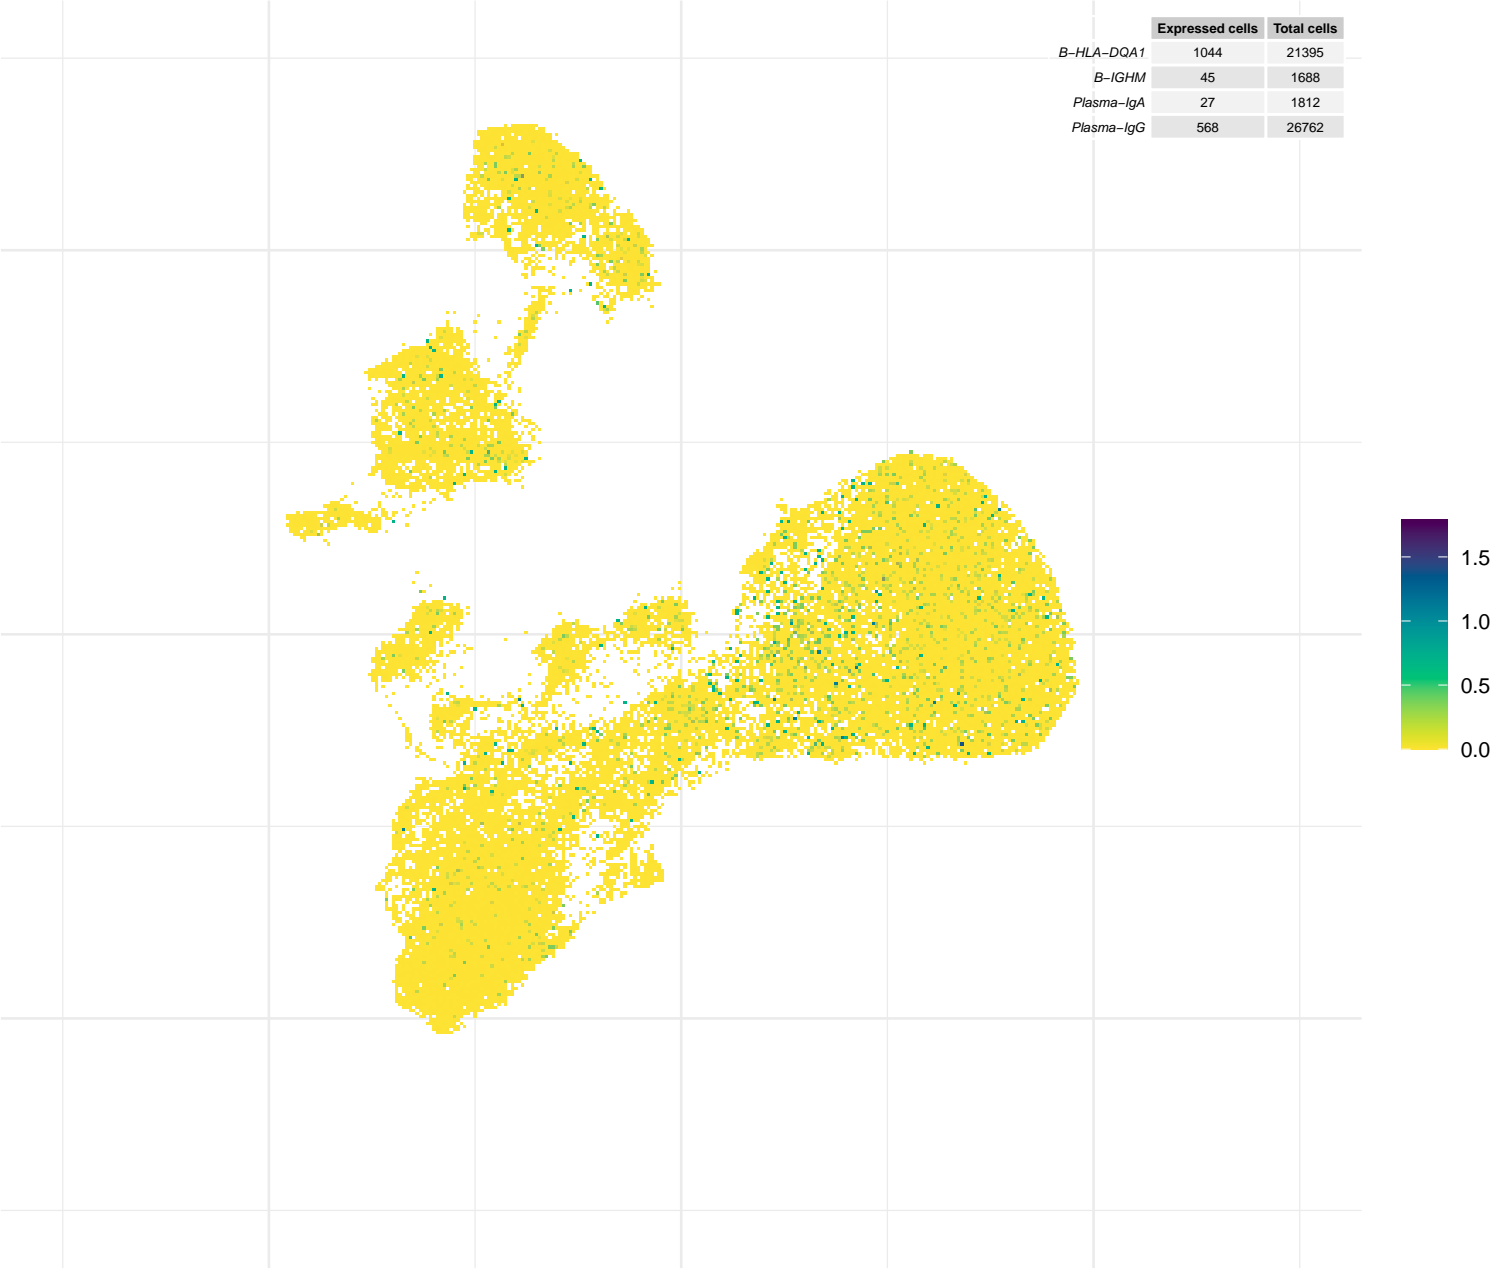 Expressed cells Total cells
B−HLA−DQA1 1044 21395
B−IGHM 45 1688
Plasma−IgA 27 1812
Plasma−IgG 568 26762
1.5
1.0
0.5
0.0